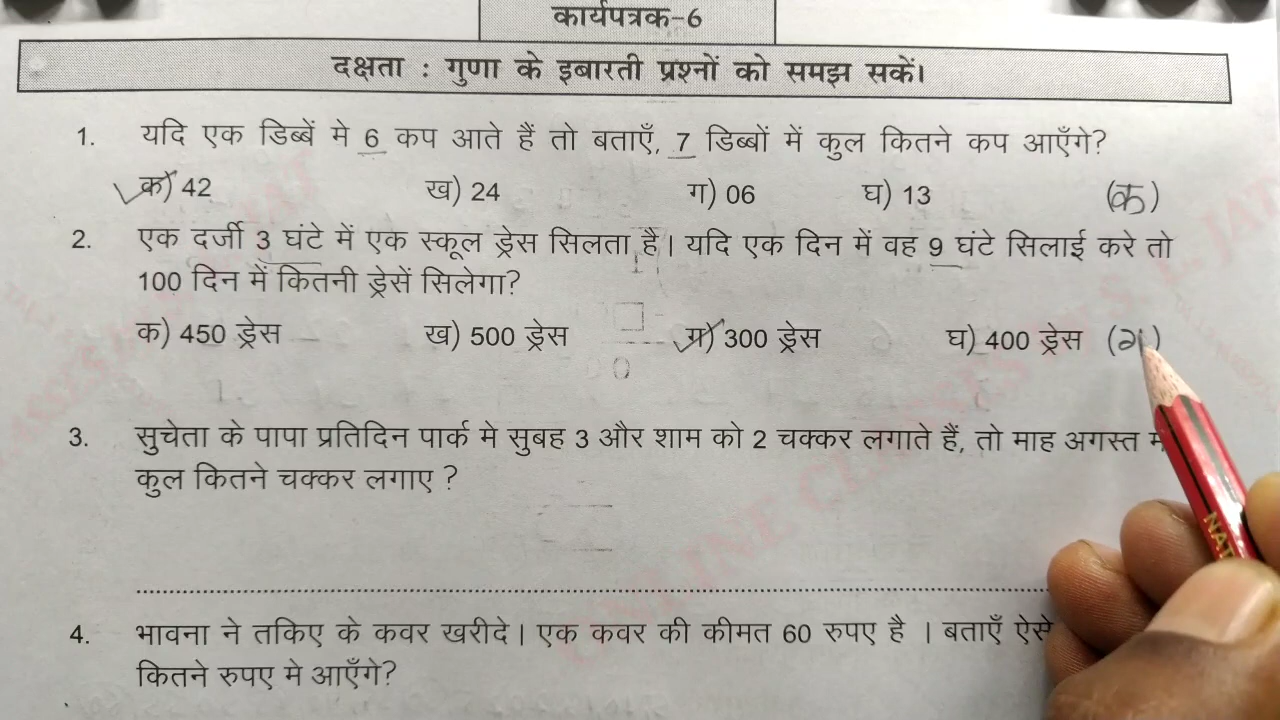 कार्यपत्रक-6
दक्षता : गुणा के इबारती प्रश्नों को समझ सकें।
1. यदि एक डिब्बें मे 6 कप आते हैं तो बताएँ, 7 डिब्बों में कुल कितने कप आएँगे?
क) 42 ख) 24 ग) 06 घ) 13 (क)
2. एक दर्जी 3 घंटे में एक स्कूल ड्रेस सिलता है। यदि एक दिन में वह 9 घंटे सिलाई करे तो
100 दिन में कितनी ड्रेसें सिलेगा?
क) 450 ड्रेस ख) 500 ड्रेस ग) 300 ड्रेस घ) 400 ड्रेस (ग)
3. सुचेता के पापा प्रतिदिन पार्क मे सुबह 3 और शाम को 2 चक्कर लगाते हैं, तो माह अगस्त
कुल कितने चक्कर लगाए ?
4. भावना ने तकिए के कवर खरीदे। एक कवर की कीमत 60 रुपए है । बताएँ ऐसे
कितने रुपए मे आएँगे?